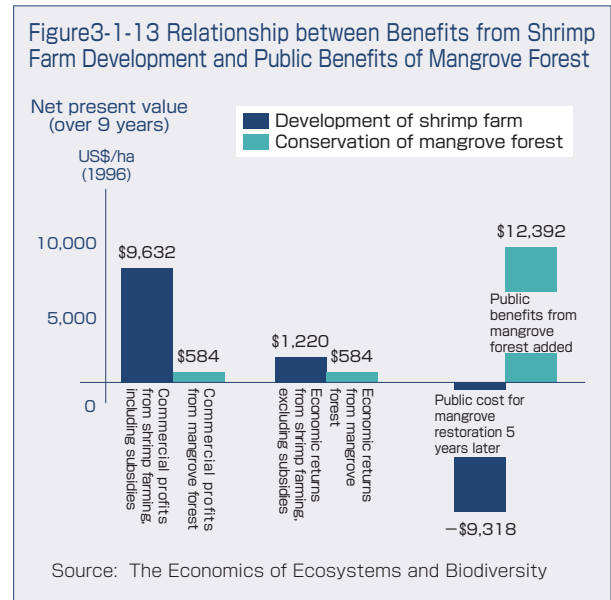 Figure3-1-13 Relationship between Benefits from Shrimp
Farm Development and Public Benefits of Mangrove Forest
Net present value
(over 9 years)
US$/ha
(1996)
Development of shrimp farm
Conservation of mangrove forest
10,000
5,000
0
$9,632
$584
$1,220
$584
$12,392
Public
benefits from
mangrove
forest added
Commercial profits
from shrimp farming,
including subsidies
Commercial profits
from mangrove forest
Economic returns
from shrimp farming,
excluding subsidies
Economic returns
from mangrove
forest
Public cost for
mangrove
restoration 5
years later
−$9,318
Source: The Economics of Ecosystems and Biodiversity